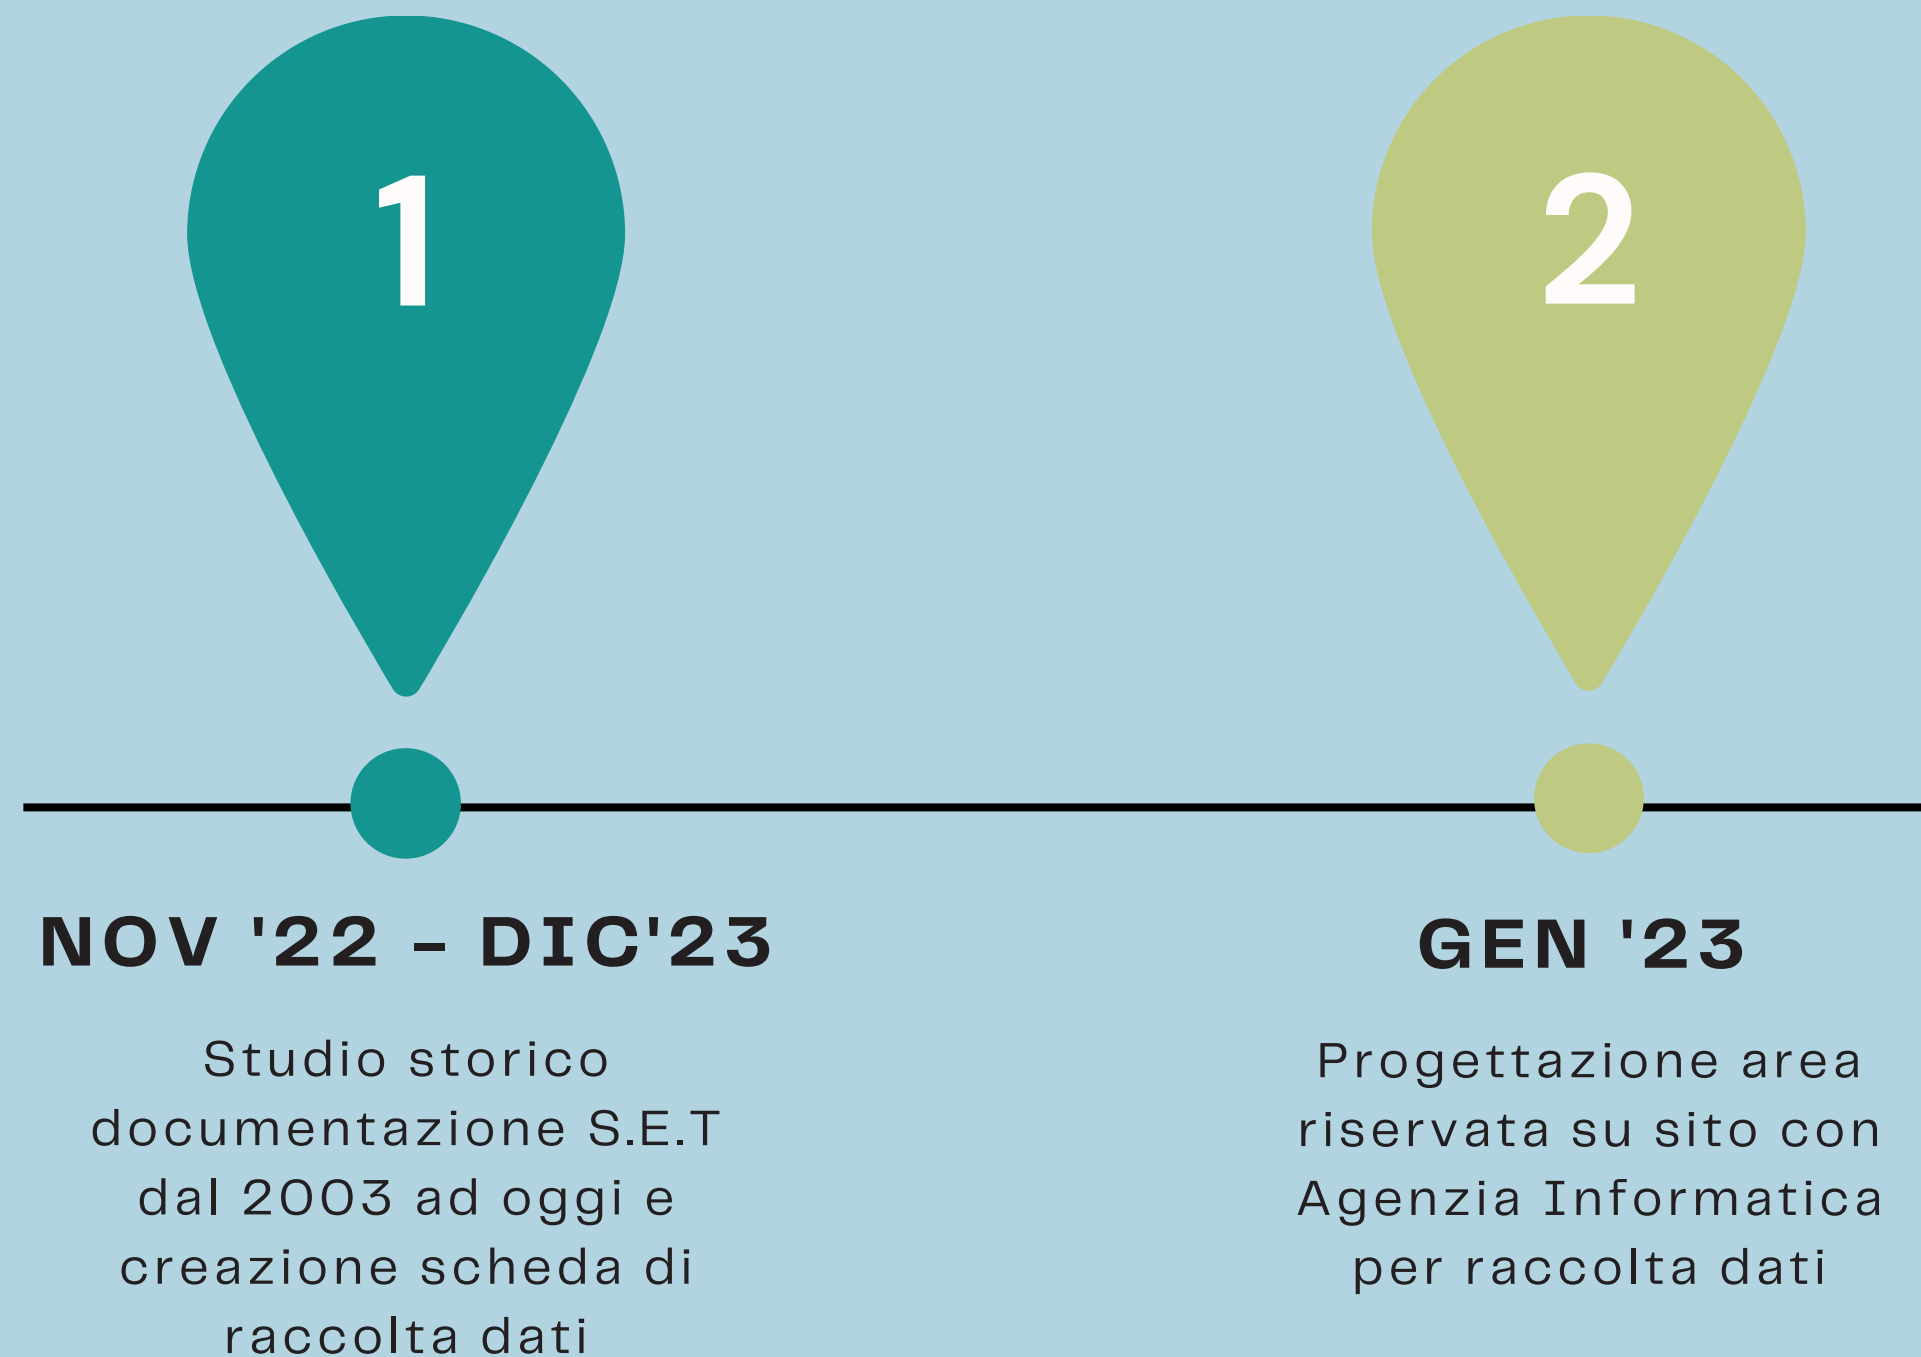 1
NOV '22 – DIC'23
Studio storico
documentazione S.E.T
dal 2003 ad oggi e
creazione scheda di
raccolta dati
2
GEN '23
Progettazione area
riservata su sito con
Agenzia Informatica
per raccolta dati